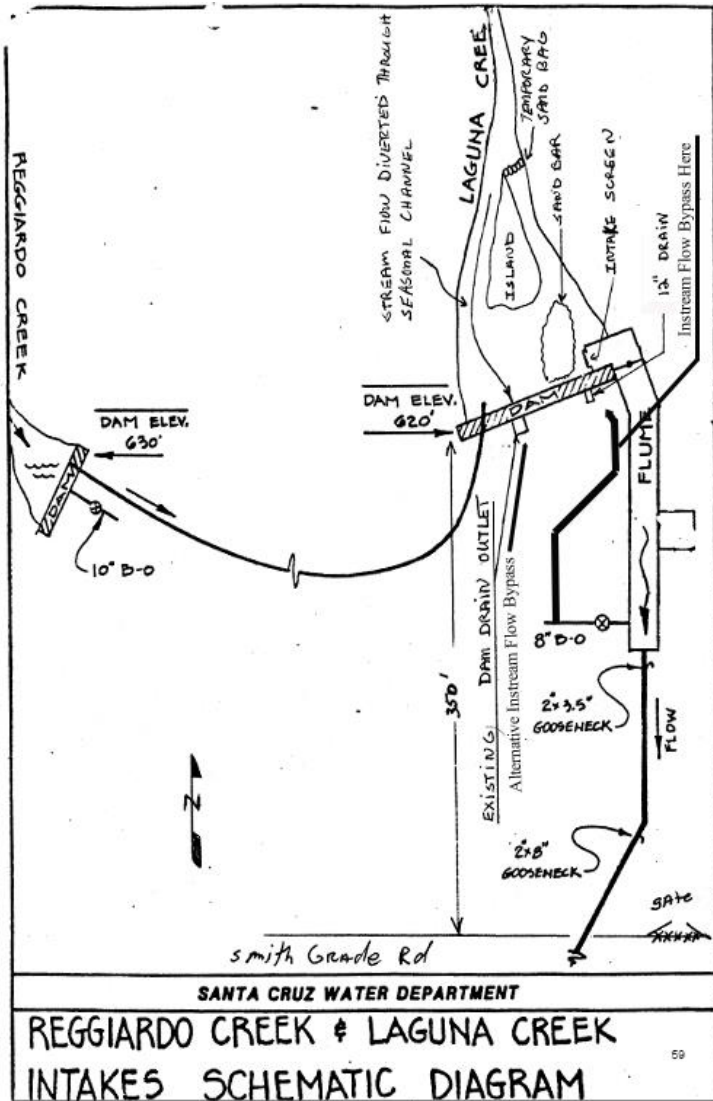 REGGIARDO CREEK
STREAM FLOW DIVERTED THROUGH
SEASONAL CHANNEL
LAGUNA CREE
TEMPORARY
SAND BAG
SAND BAR
INTAKE SCREEN
12" DRAIN
Instream Flow Bypass Here
ISLAND
DAM ELEV.
630'
DAM
10" B-O
DAM ELEV.
620'
DAM
FLUME
EXISTING DAM DRAIN OUTLET
Alternative Instream Flow Bypass
350'
8" B-O
2"x3.5"
GOOSENECK
FLOW
2"x8"
GOOSENECK
N
gate
xxxxx
smith Grade Rd
SANTA CRUZ WATER DEPARTMENT
REGGIARDO CREEK & LAGUNA CREEK
INTAKES SCHEMATIC DIAGRAM
59